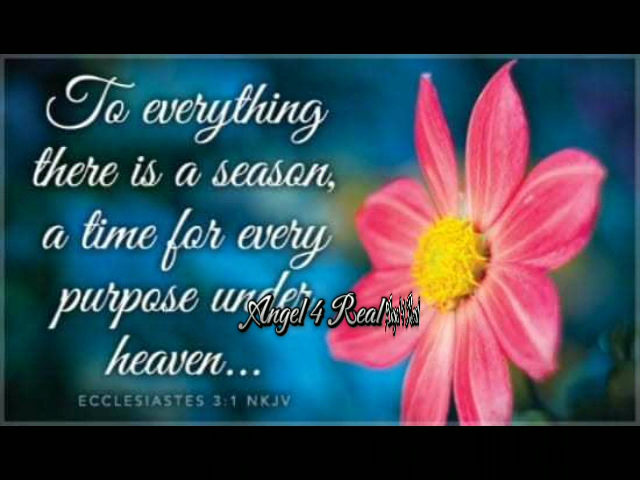 To everything
there is a season,
a time for every
purpose under
heaven...
Angel 4 Real
ECCLESIASTES 3:1 NKJV